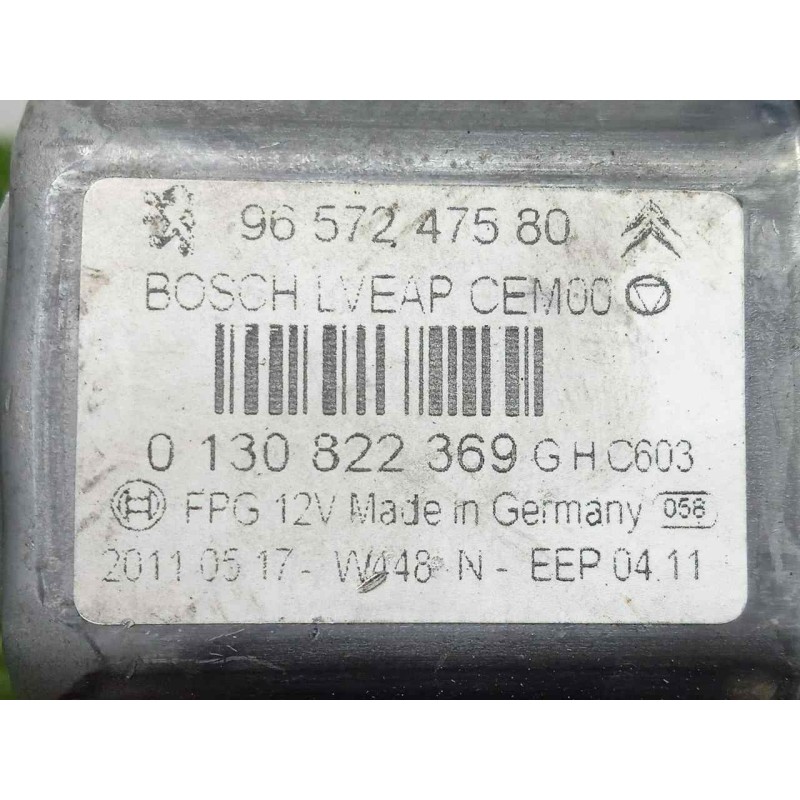 96 572 475 80
BOSCH LVEAP CEM00
0 130 822 369 G H C603
FPG 12V Made in Germany 058
2011 05 17- W448 N - EEP 04.11